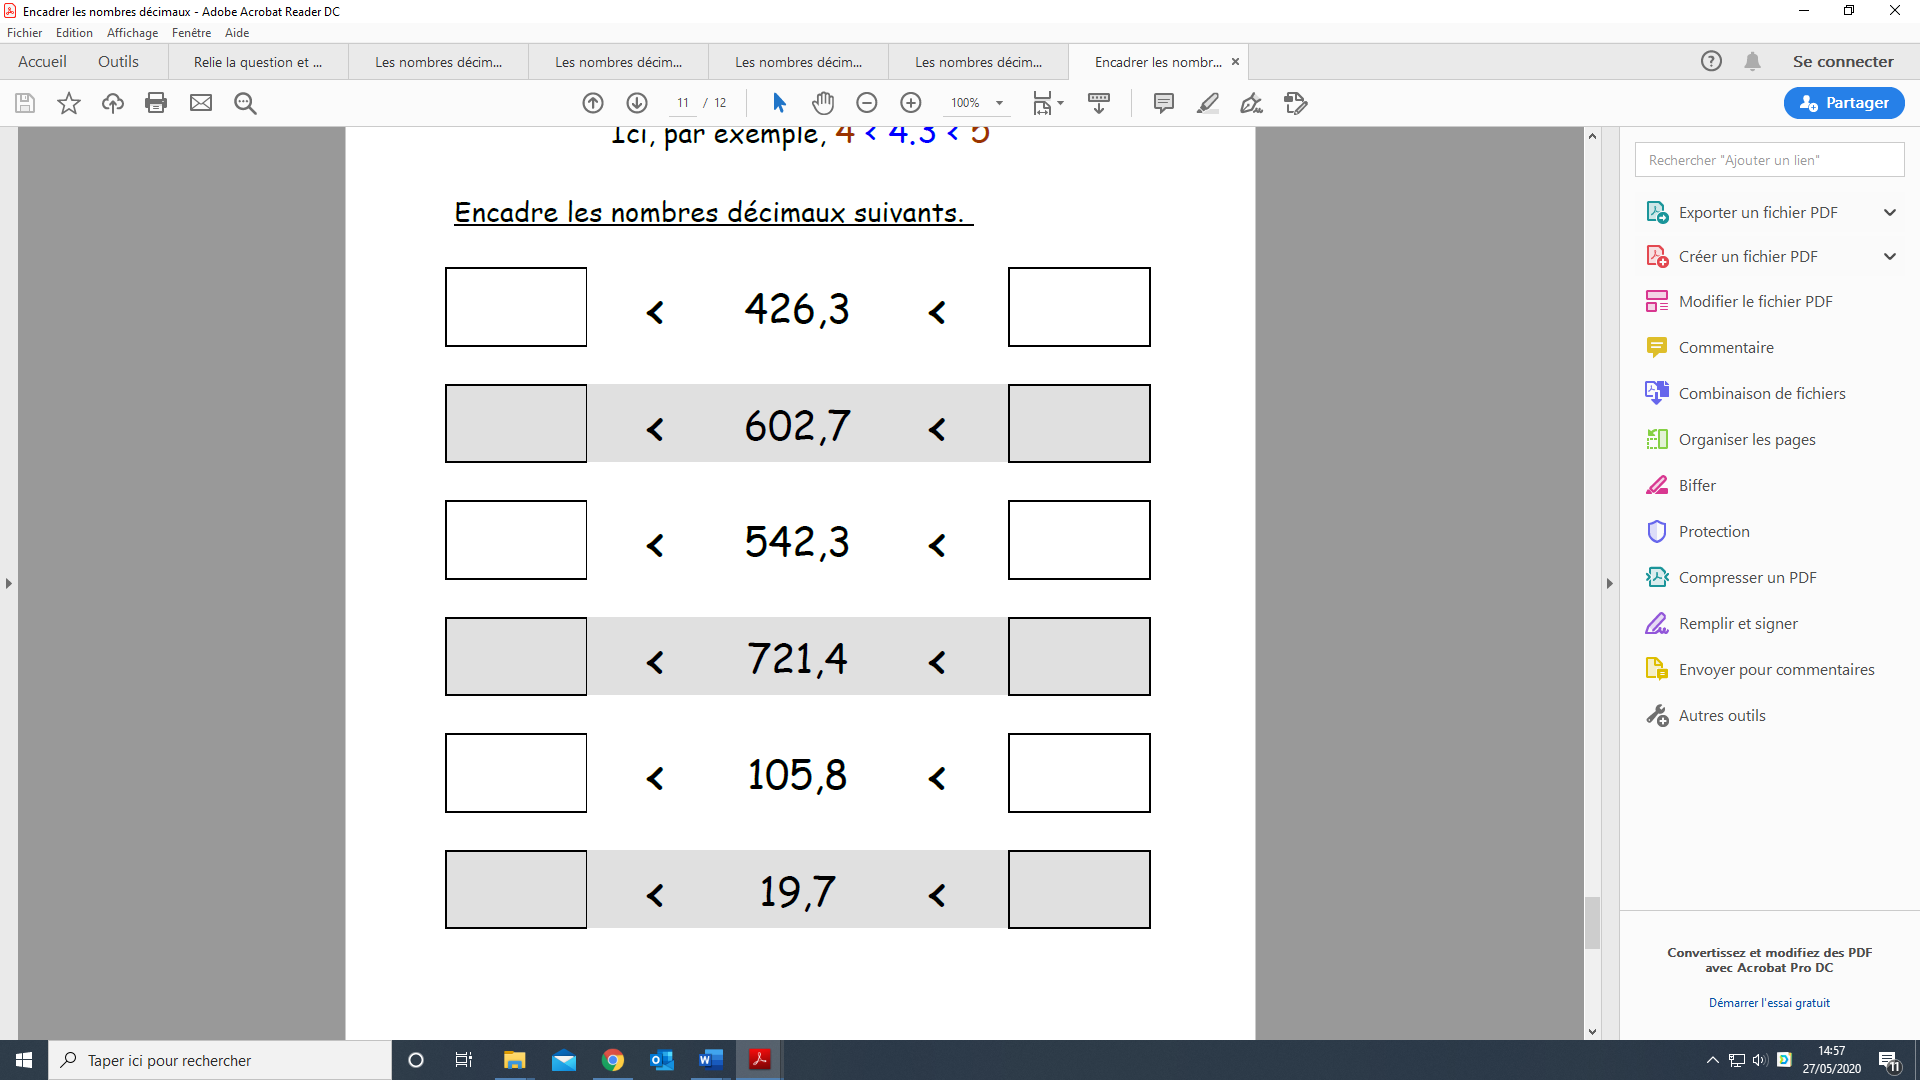 Encadrer les nombres décimaux - Adobe Acrobat Reader DC
Fichier Edition Affichage Fenêtre Aide
Accueil Outils Relie la question et ... Les nombres décim... Les nombres décim... Les nombres décim... Les nombres décim... Encadrer les nombr... × Se connecter
11 / 12 100% Partager
Ici, par exemple, 4 < 4.3 < 5
Encadre les nombres décimaux suivants.
< 426,3 <
< 602,7 <
< 542,3 <
< 721,4 <
< 105,8 <
< 19,7 <
Rechercher "Ajouter un lien"
Exporter un fichier PDF
Créer un fichier PDF
Modifier le fichier PDF
Commentaire
Combinaison de fichiers
Organiser les pages
Biffer
Protection
Compresser un PDF
Remplir et signer
Envoyer pour commentaires
Autres outils
Convertissez et modifiez des PDF
avec Acrobat Pro DC
Démarrer l'essai gratuit
Taper ici pour rechercher
14:57
27/05/2020
11